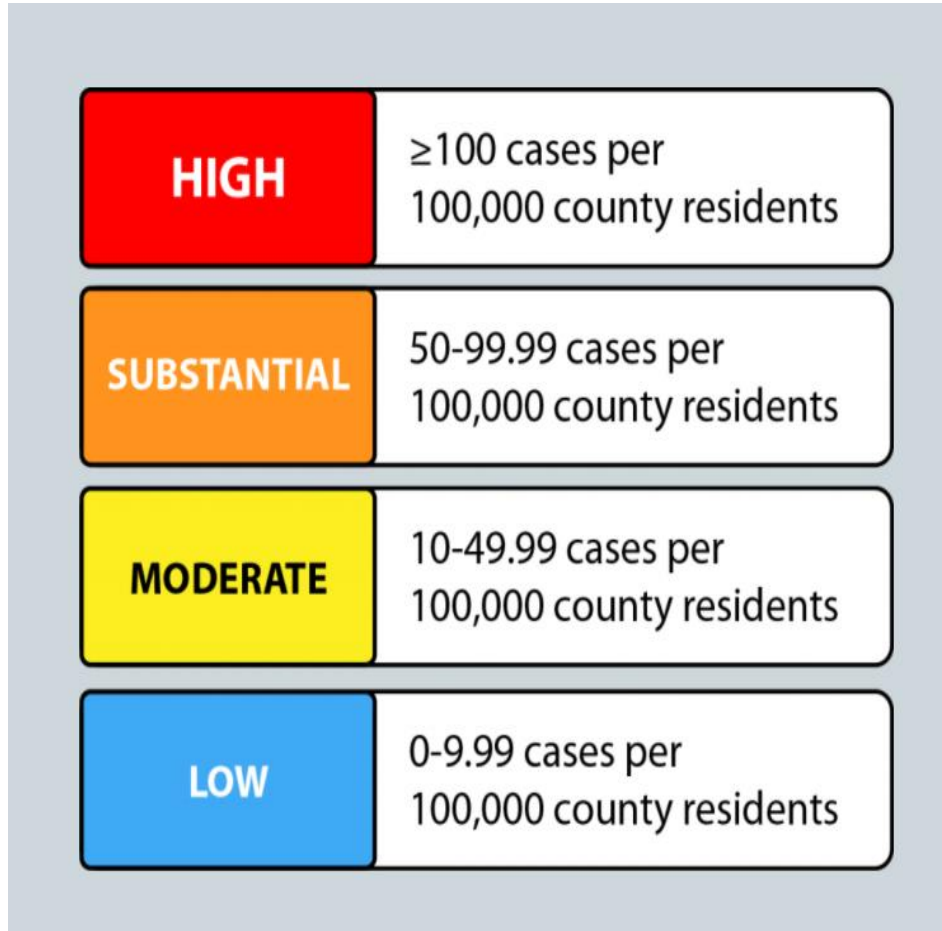 HIGH
≥100 cases per
100,000 county residents
SUBSTANTIAL
50-99.99 cases per
100,000 county residents
MODERATE
10-49.99 cases per
100,000 county residents
LOW
0-9.99 cases per
100,000 county residents